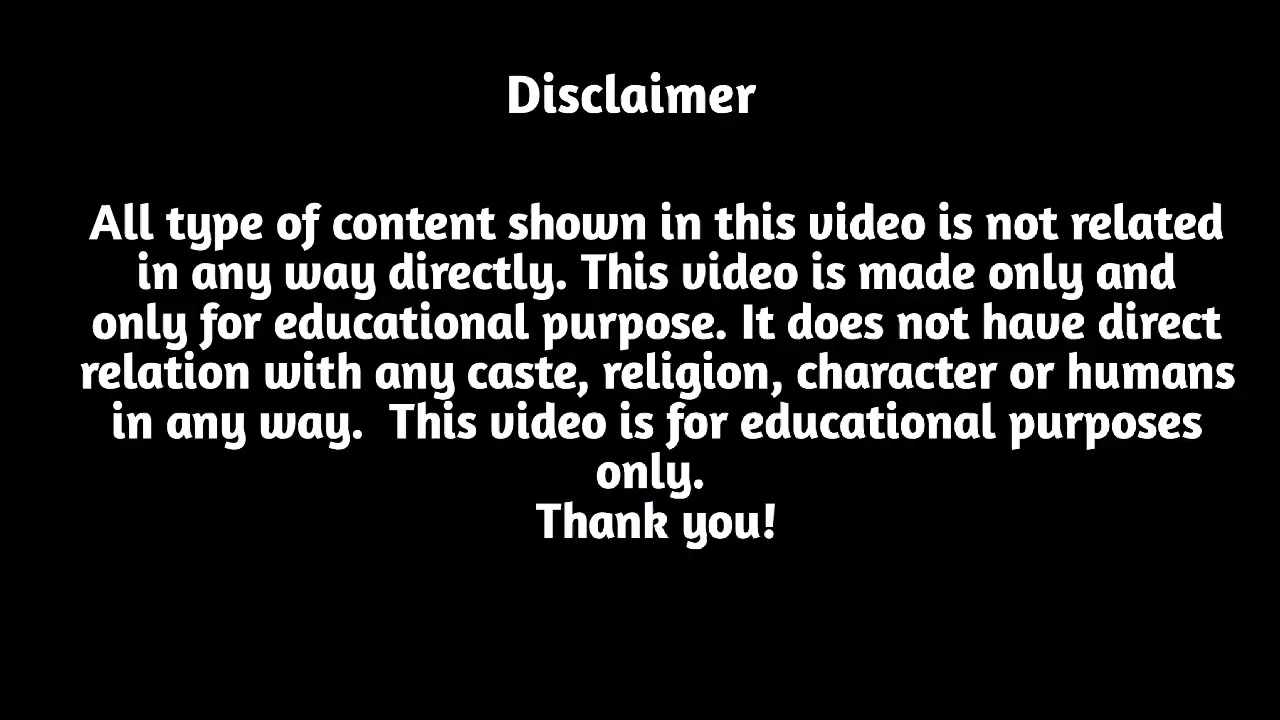 Disclaimer
All type of content shown in this video is not related
in any way directly. This video is made only and
only for educational purpose. It does not have direct
relation with any caste, religion, character or humans
in any way.  This video is for educational purposes
only.
Thank you!